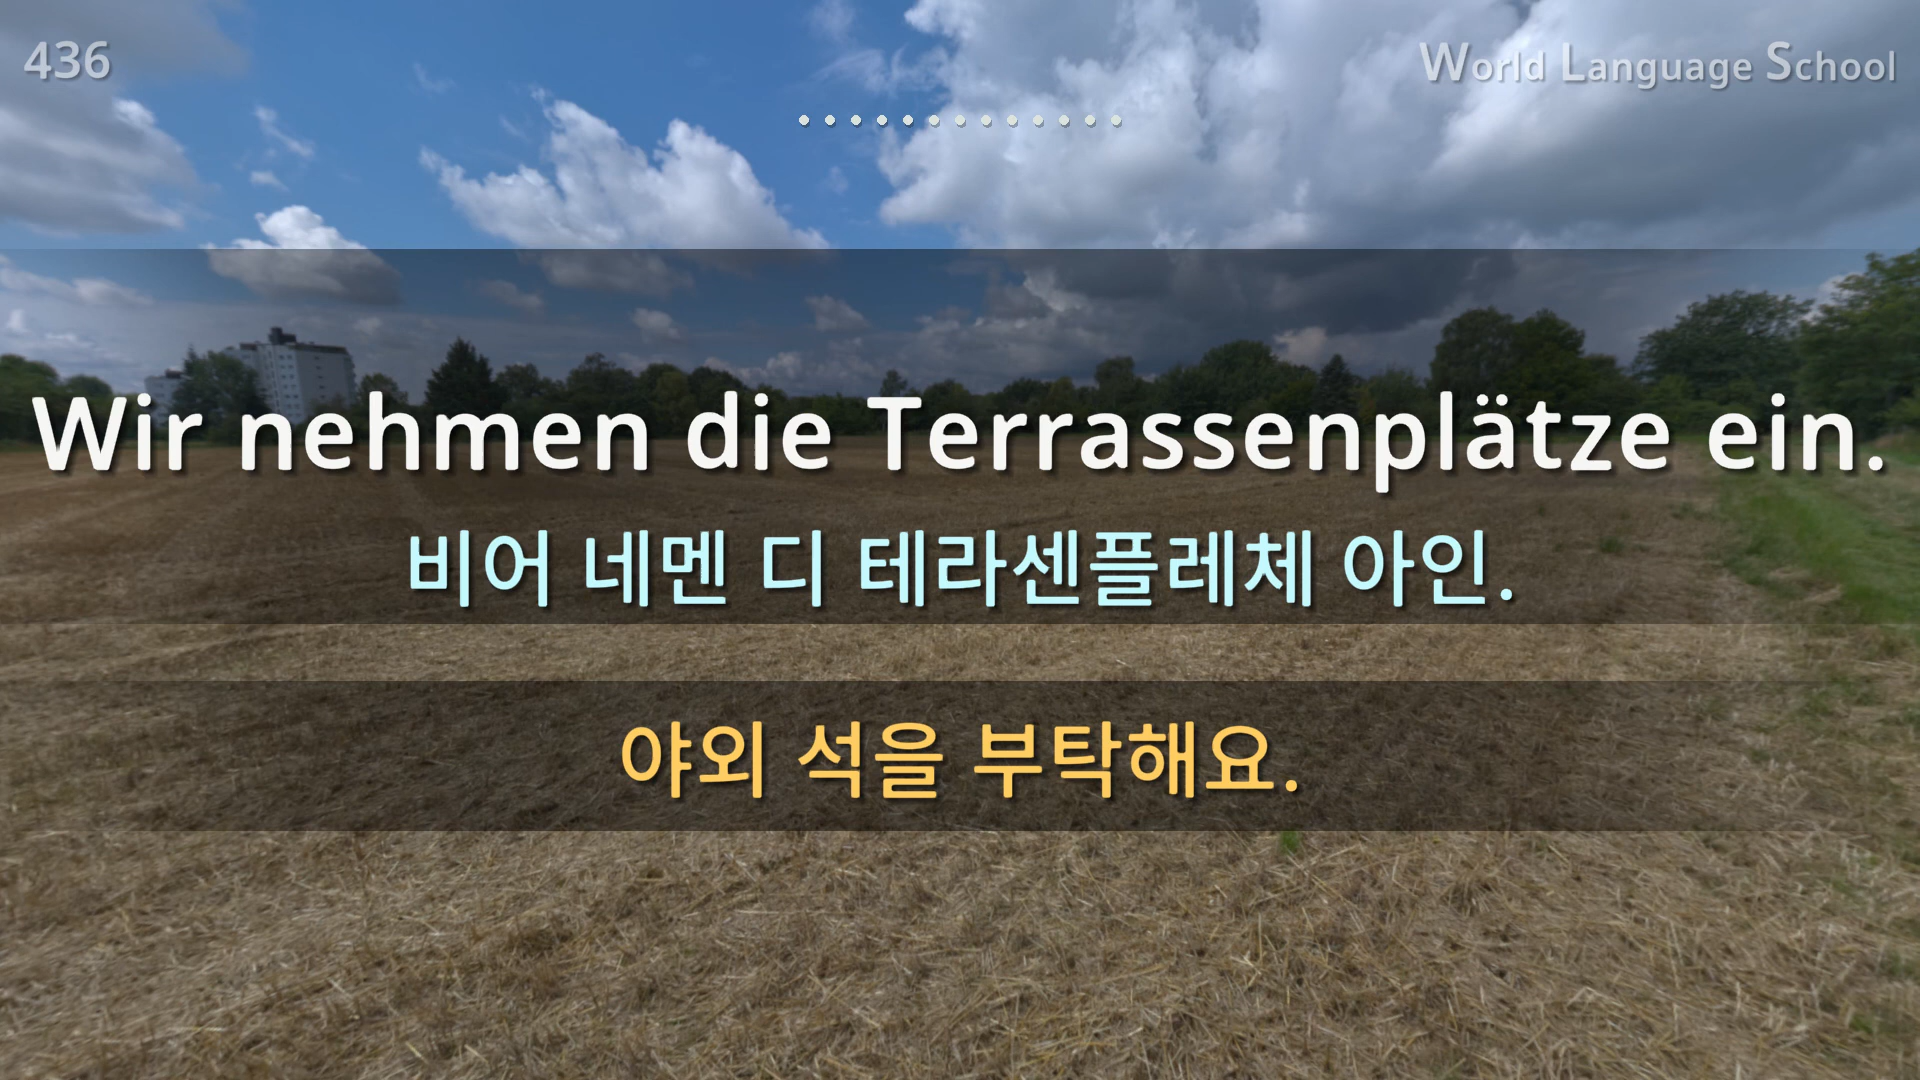 436
World Language School
Wir nehmen die Terrassenplätze ein.
비어 네멘 디 테라센플레체 아인.
야외 석을 부탁해요.